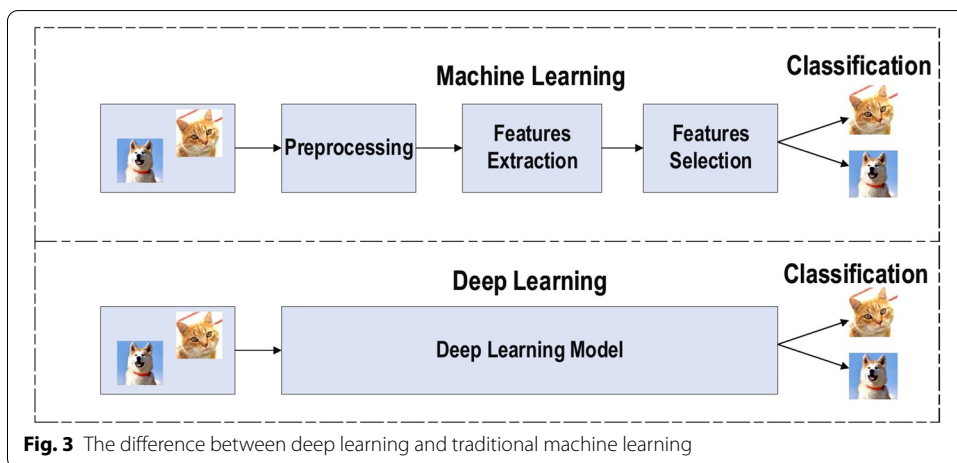 Machine Learning
Classification
Preprocessing
Features
Extraction
Features
Selection
Deep Learning
Classification
Deep Learning Model
Fig. 3 The difference between deep learning and traditional machine learning